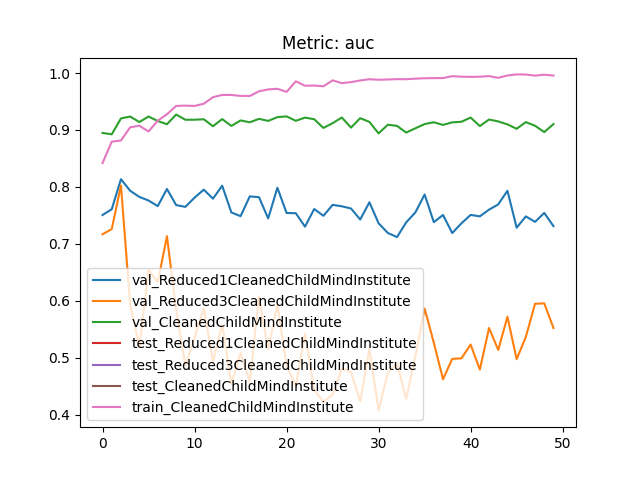 Metric: auc
1.0
0.9
0.8
0.7
0.6
0.5
0.4
val_Reduced1CleanedChildMindInstitute
val_Reduced3CleanedChildMindInstitute
val_CleanedChildMindInstitute
test_Reduced1CleanedChildMindInstitute
test_Reduced3CleanedChildMindInstitute
test_CleanedChildMindInstitute
train_CleanedChildMindInstitute
0 10 20 30 40 50